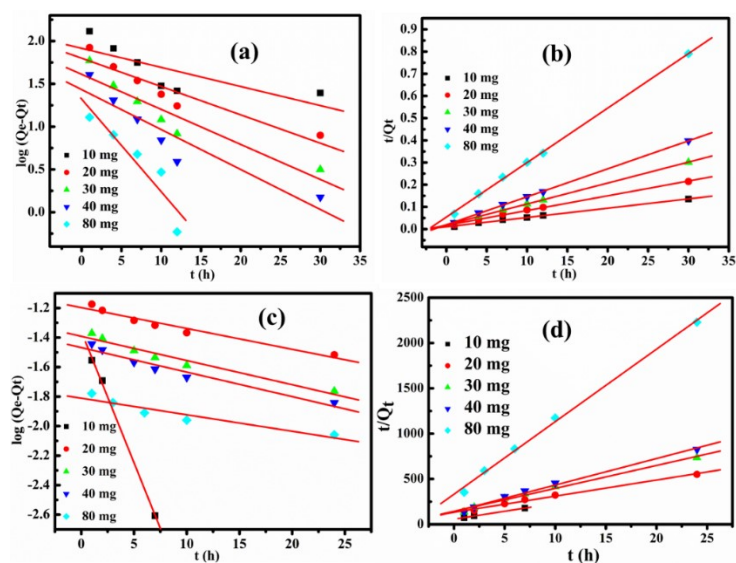 (a)
log (Qe-Qt)
2.0
1.5
1.0
0.5
0.0
10 mg
20 mg
30 mg
40 mg
80 mg
0 5 10 15 20 25 30 35
t (h)
(b)
t/Qt
0.9
0.8
0.7
0.6
0.5
0.4
0.3
0.2
0.1
0.0
10 mg
20 mg
30 mg
40 mg
80 mg
0 5 10 15 20 25 30 35
t (h)
(c)
log (Qe-Qt)
-1.2
-1.4
-1.6
-1.8
-2.0
-2.2
-2.4
-2.6
10 mg
20 mg
30 mg
40 mg
80 mg
0 5 10 15 20 25
t (h)
(d)
t/Qt
2500
2250
2000
1750
1500
1250
1000
750
500
250
0
10 mg
20 mg
30 mg
40 mg
80 mg
0 5 10 15 20 25
t (h)